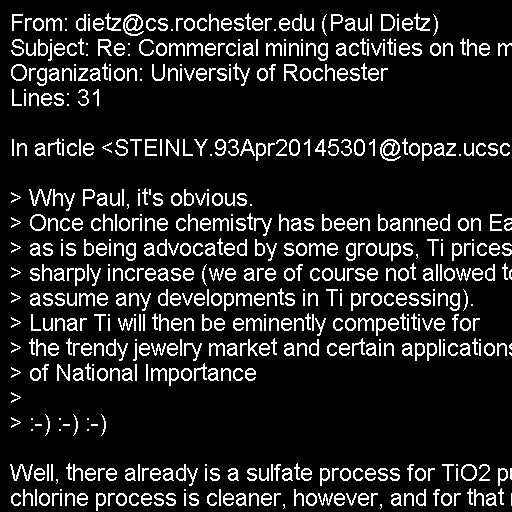 From: dietz@cs.rochester.edu (Paul Dietz)
Subject: Re: Commercial mining activities on the m
Organization: University of Rochester
Lines: 31

In article <STEINLY.93Apr20145301@topaz.ucsc

> Why Paul, it's obvious.
> Once chlorine chemistry has been banned on Ea
> as is being advocated by some groups, Ti prices
> sharply increase (we are of course not allowed to
> assume any developments in Ti processing).
> Lunar Ti will then be eminently competitive for
> the trendy jewelry market and certain applications
> of National Importance
>
> :-) :-) :-)

Well, there already is a sulfate process for TiO2 pu
chlorine process is cleaner, however, and for that